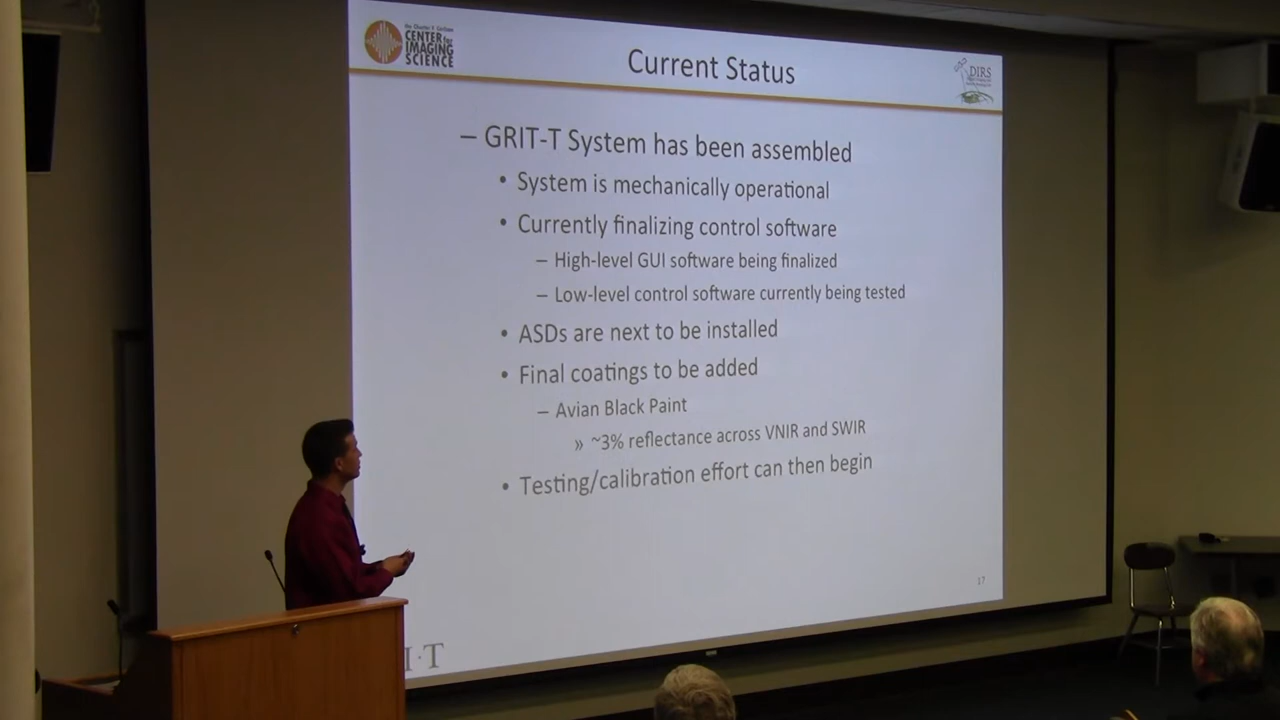 the Chester F. Carlson
CENTER for
IMAGING
SCIENCE
Current Status
DIRS
– GRIT-T System has been assembled
• System is mechanically operational
• Currently finalizing control software
– High-level GUI software being finalized
– Low-level control software currently being tested
• ASDs are next to be installed
• Final coatings to be added
– Avian Black Paint
» ~3% reflectance across VNIR and SWIR
• Testing/calibration effort can then begin
17
I·T